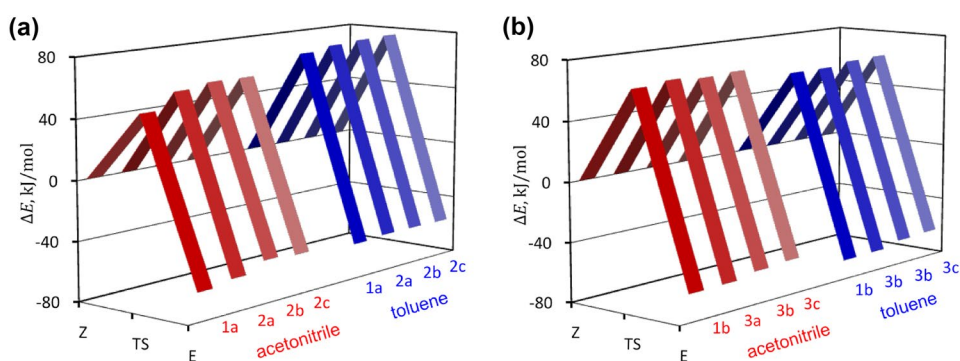 (a)
80
40
0
-40
-80
ΔE, kJ/mol
Z
TS
E
1a
2a
2b
2c
acetonitrile
1a
2a
2b
2c
toluene
(b)
80
40
0
-40
-80
ΔE, kJ/mol
Z
TS
E
1b
3a
3b
3c
acetonitrile
1b
3b
3b
3c
toluene